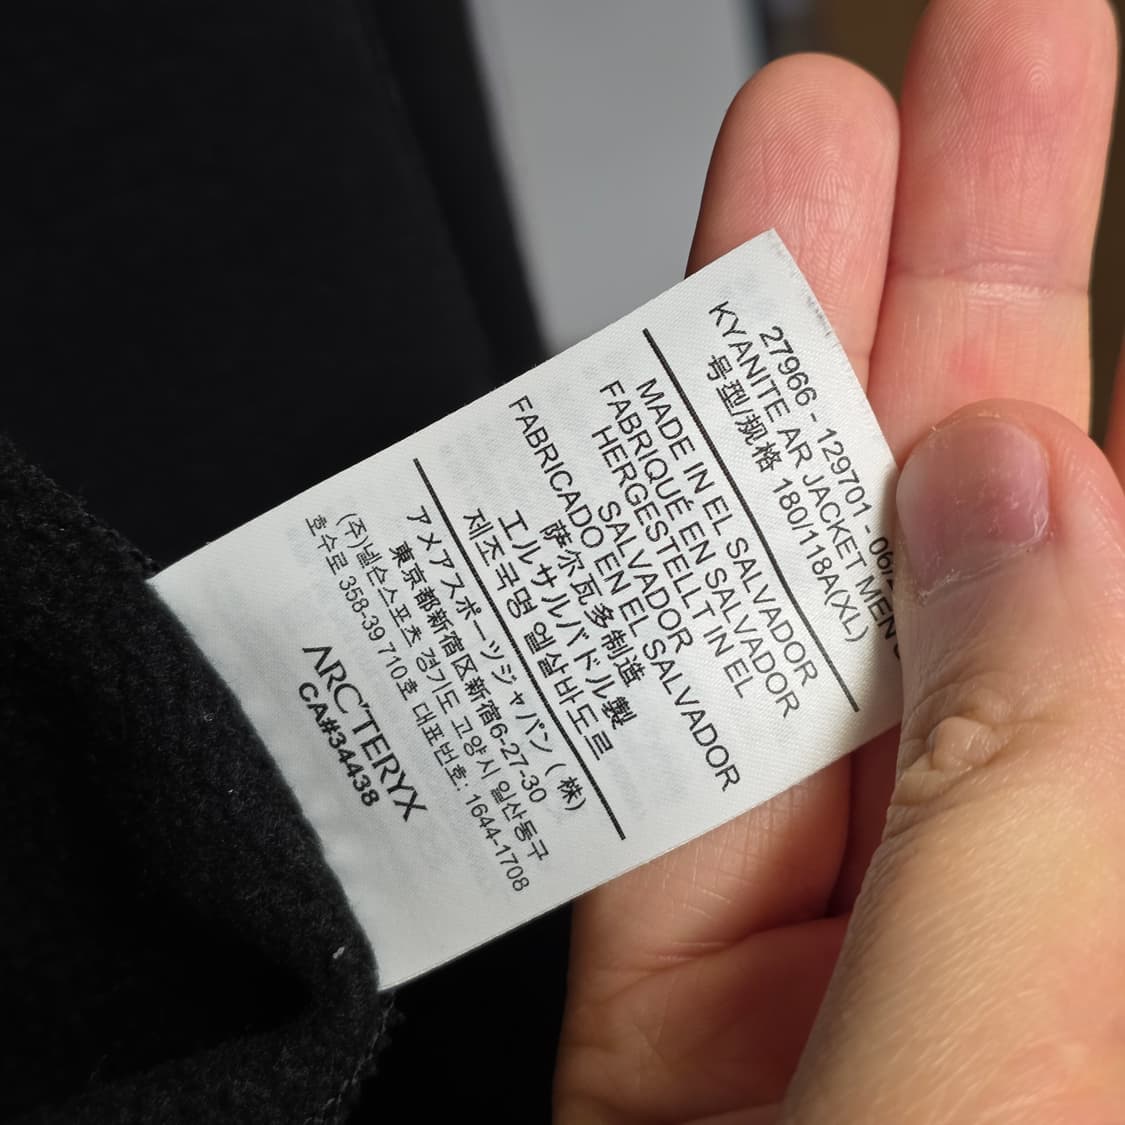 27966 - 129701 - 06/
KYANITE AR JACKET MEN'S
号型/规格 180/118A(XL)
MADE IN EL SALVADOR
FABRIQUÉ EN SALVADOR
HERGESTELLT IN EL
SALVADOR
FABRICADO EN EL SALVADOR
萨尔瓦多制造
エルサルバドル製
제조국명 엘살바도르
アメアスポーツジャパン(株)
東京都新宿区新宿6-27-30
(주)넬슨스포츠 경기도 고양시 일산동구
호수로 358-39 710호 대표번호: 1644-1708
ARC'TERYX
CA#34438